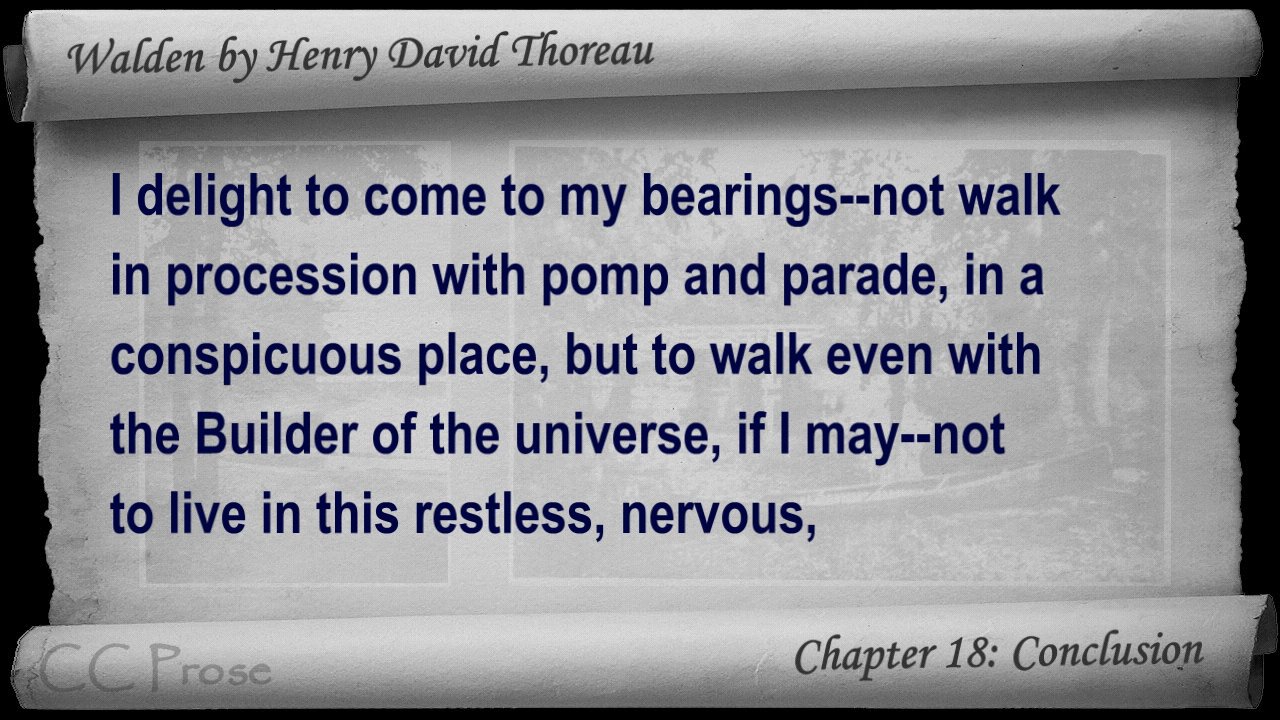 Walden by Henry David Thoreau
I delight to come to my bearings--not walk
in procession with pomp and parade, in a
conspicuous place, but to walk even with
the Builder of the universe, if I may--not
to live in this restless, nervous,
CC Prose
Chapter 18: Conclusion